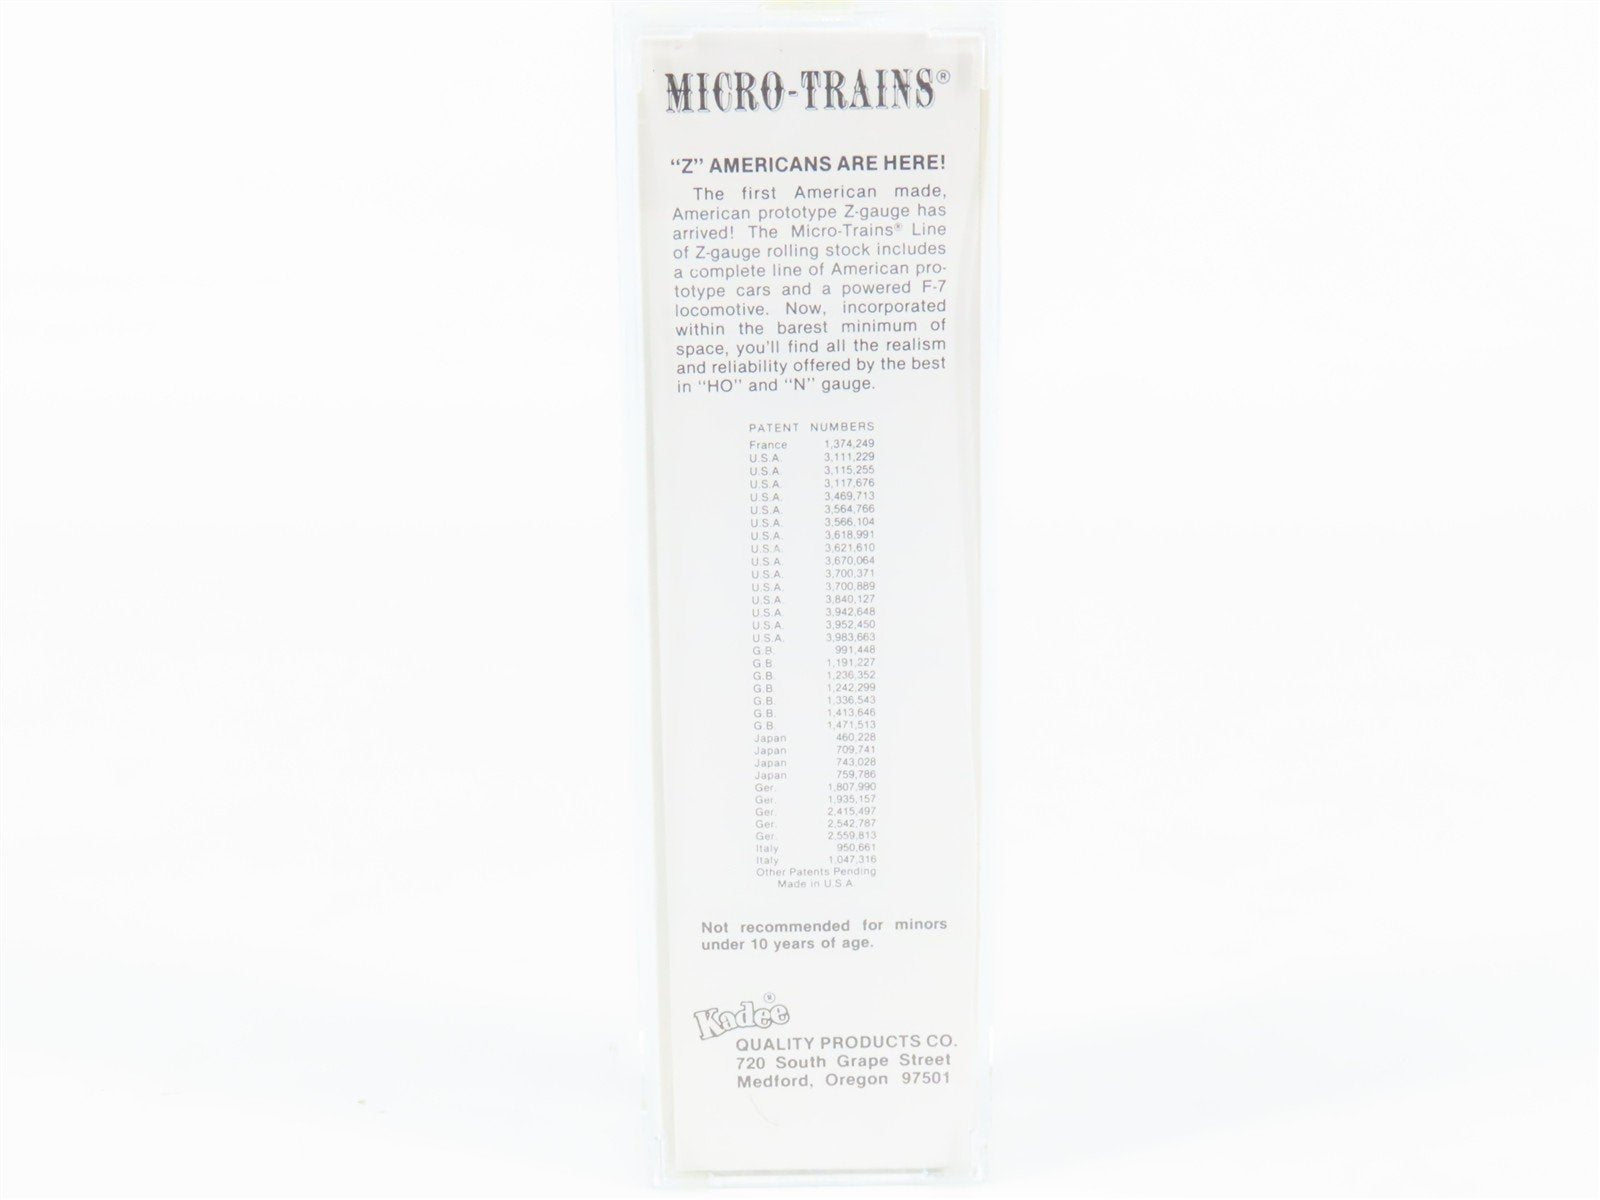 MICRO-TRAINS®
"Z" AMERICANS ARE HERE!
The first American made,
American prototype Z-gauge has
arrived! The Micro-Trains® Line
of Z-gauge rolling stock includes
a complete line of American pro-
totype cars and a powered F-7
locomotive. Now, incorporated
within the barest minimum of
space, you'll find all the realism
and reliability offered by the best
in "HO" and "N" gauge.
PATENT NUMBERS
France 1,374,249
U.S.A. 3,111,229
U.S.A. 3,115,255
U.S.A. 3,117,676
U.S.A. 3,469,713
U.S.A. 3,564,766
U.S.A. 3,566,104
U.S.A. 3,618,991
U.S.A. 3,621,610
U.S.A. 3,670,064
U.S.A. 3,700,371
U.S.A. 3,700,889
U.S.A. 3,840,127
U.S.A. 3,942,648
U.S.A. 3,952,450
U.S.A. 3,983,663
G.B. 991,448
G.B. 1,191,227
G.B. 1,236,352
G.B. 1,242,299
G.B. 1,336,543
G.B. 1,413,646
G.B. 1,471,513
Japan 460,228
Japan 709,741
Japan 743,028
Japan 759,786
Ger. 1,807,990
Ger. 1,935,157
Ger. 2,415,497
Ger. 2,542,787
Ger. 2,559,813
Italy 950,661
Italy 1,047,316
Other Patents Pending
Made in U.S.A.
Not recommended for minors
under 10 years of age.
Kadee®
QUALITY PRODUCTS CO.
720 South Grape Street
Medford, Oregon 97501